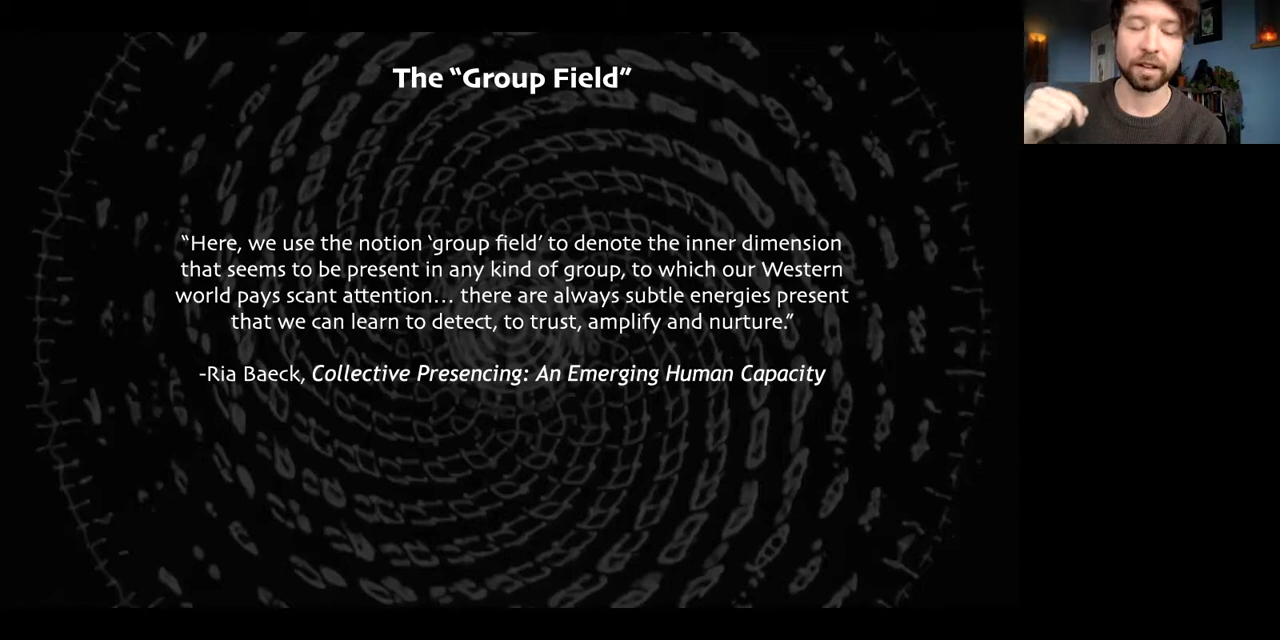 The “Group Field”
“Here, we use the notion ‘group field’ to denote the inner dimension
that seems to be present in any kind of group, to which our Western
world pays scant attention... there are always subtle energies present
that we can learn to detect, to trust, amplify and nurture.”
-Ria Baeck, Collective Presencing: An Emerging Human Capacity